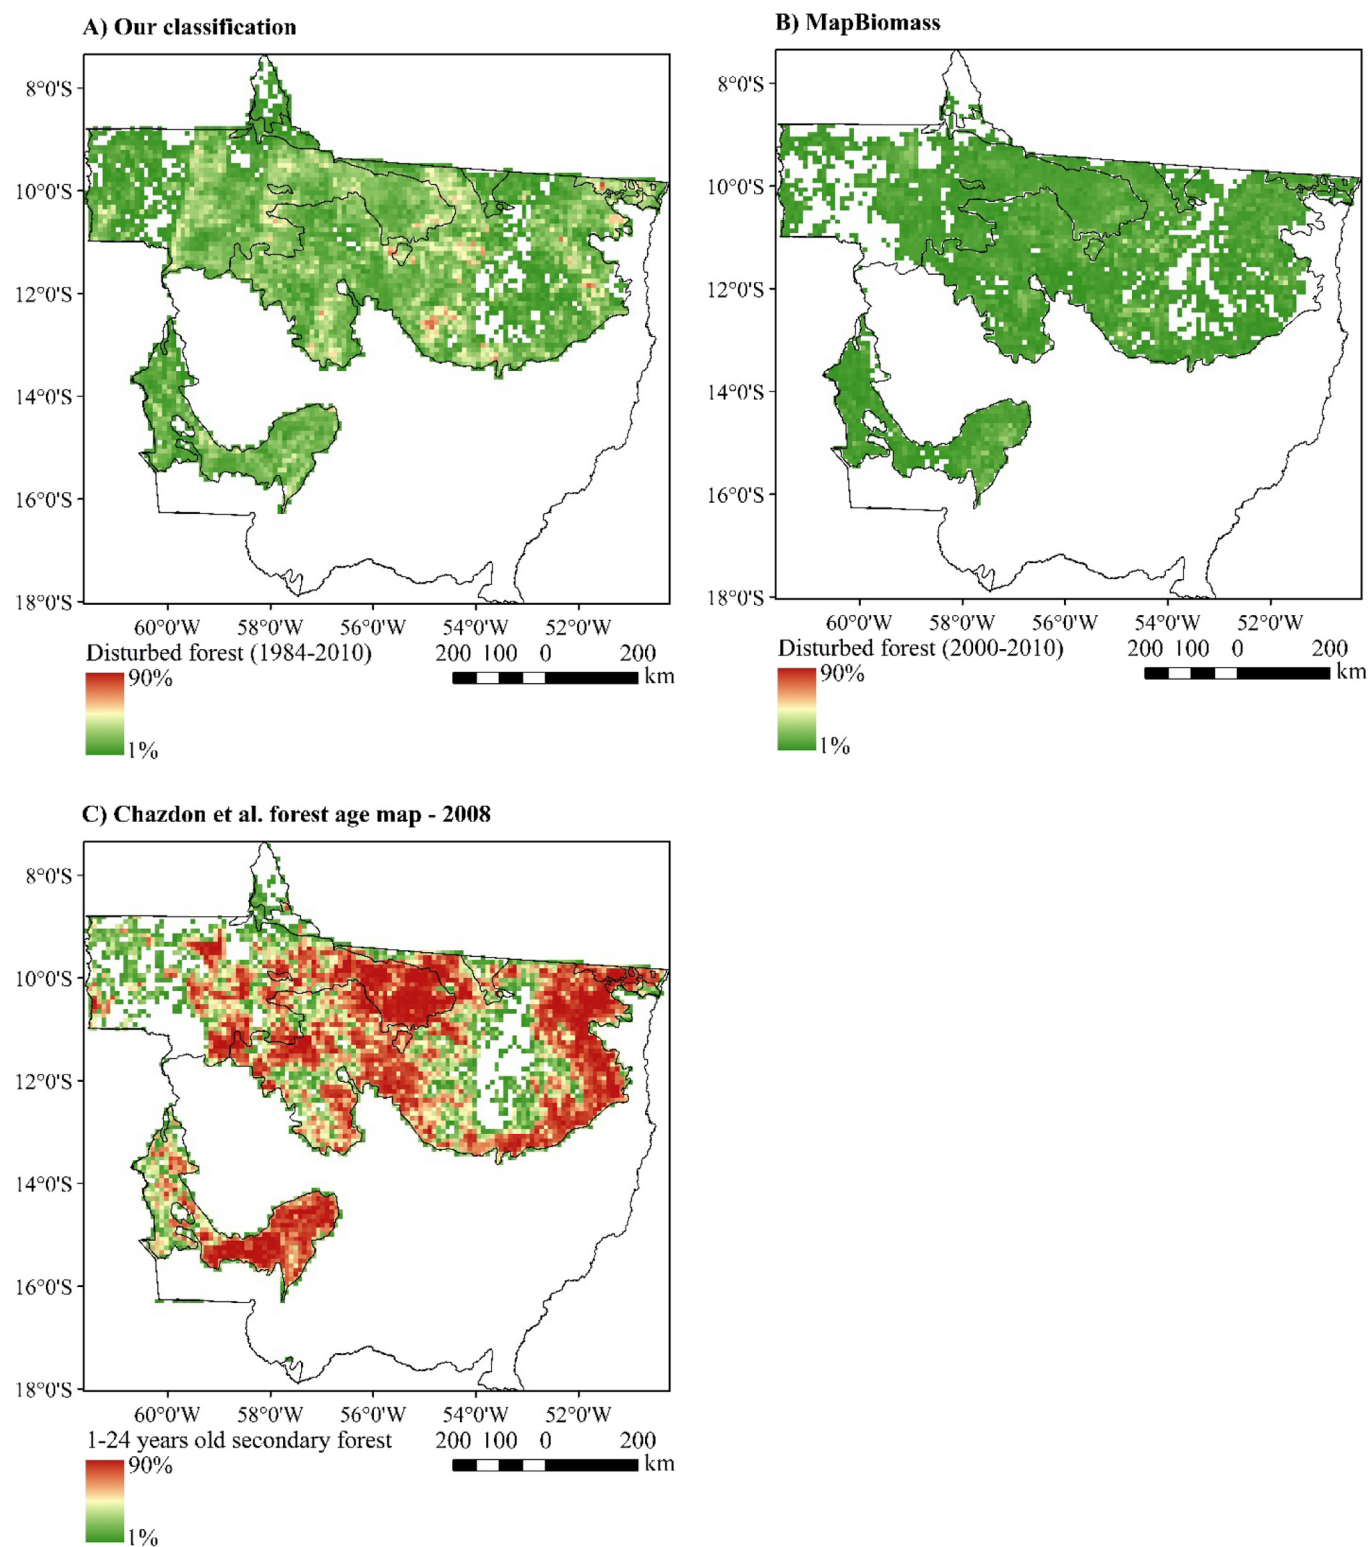 A) Our classification
8°0'S
10°0'S
12°0'S
14°0'S
16°0'S
18°0'S
60°0'W 58°0'W 56°0'W 54°0'W 52°0'W
Disturbed forest (1984-2010)
90%
1%
200 100 0 200
km
B) MapBiomass
8°0'S
10°0'S
12°0'S
14°0'S
16°0'S
18°0'S
60°0'W 58°0'W 56°0'W 54°0'W 52°0'W
Disturbed forest (2000-2010)
90%
1%
200 100 0 200
km
C) Chazdon et al. forest age map - 2008
8°0'S
10°0'S
12°0'S
14°0'S
16°0'S
18°0'S
60°0'W 58°0'W 56°0'W 54°0'W 52°0'W
1-24 years old secondary forest
90%
1%
200 100 0 200
km